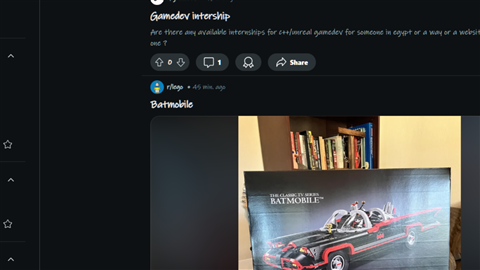 Gamedev intership
Are there any available internships for c++/unreal gamedev for someone in egypt or a way or a websit
one ?
0
1
Share
r/lego • 45 min. ago
Batmobile
THE CLASSIC TV SERIES
BATMOBILE™